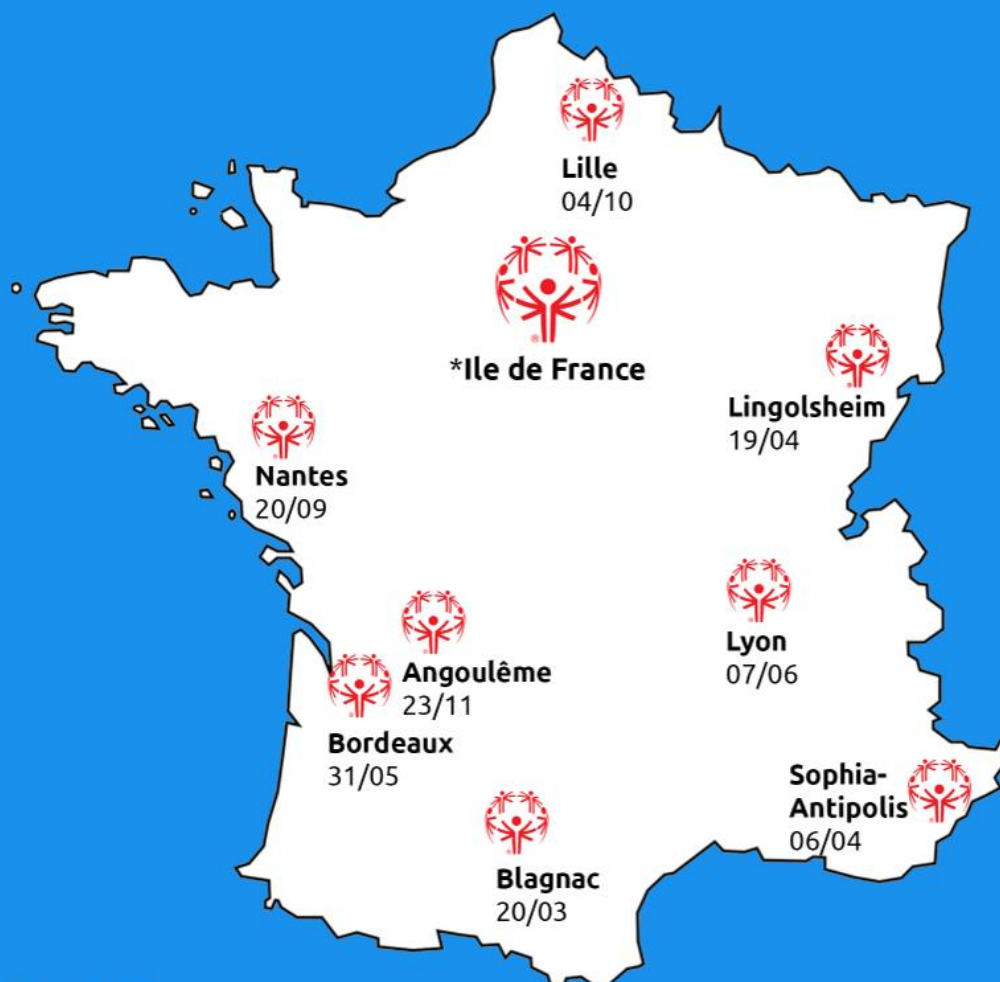 Lille
04/10
*Ile de France
Lingolsheim
19/04
Nantes
20/09
Lyon
07/06
Angoulême
23/11
Bordeaux
31/05
Sophia-
Antipolis
06/04
Blagnac
20/03